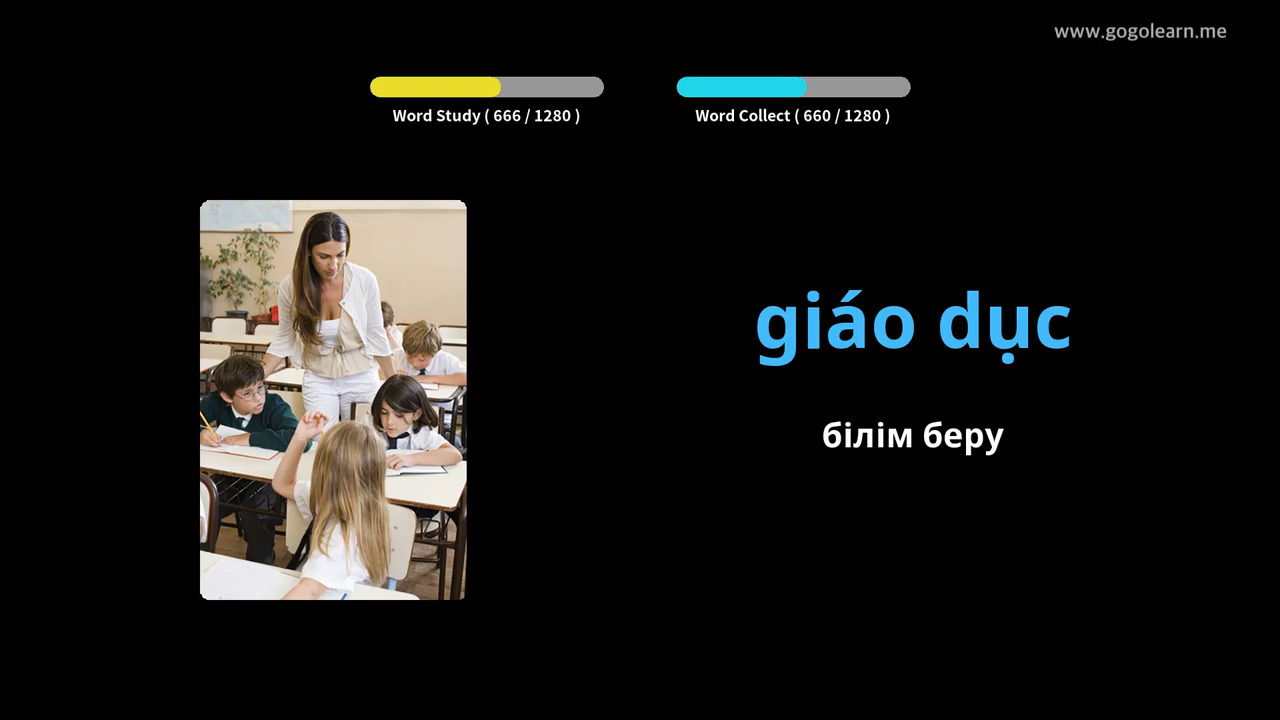 www.gogolearn.me
Word Study ( 666 / 1280 )
Word Collect ( 660 / 1280 )
giáo dục
білім беру